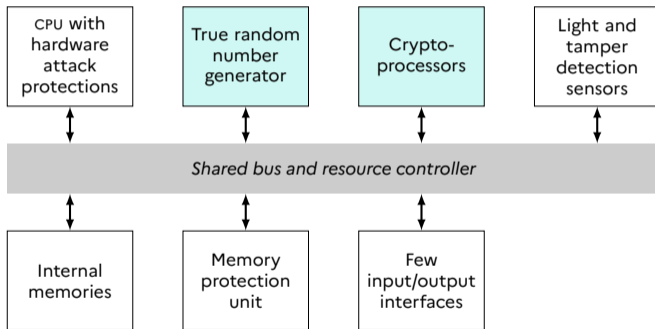 CPU with
hardware
attack
protections
True random
number
generator
Crypto-
processors
Light and
tamper
detection
sensors
Shared bus and resource controller
Internal
memories
Memory
protection
unit
Few
input/output
interfaces